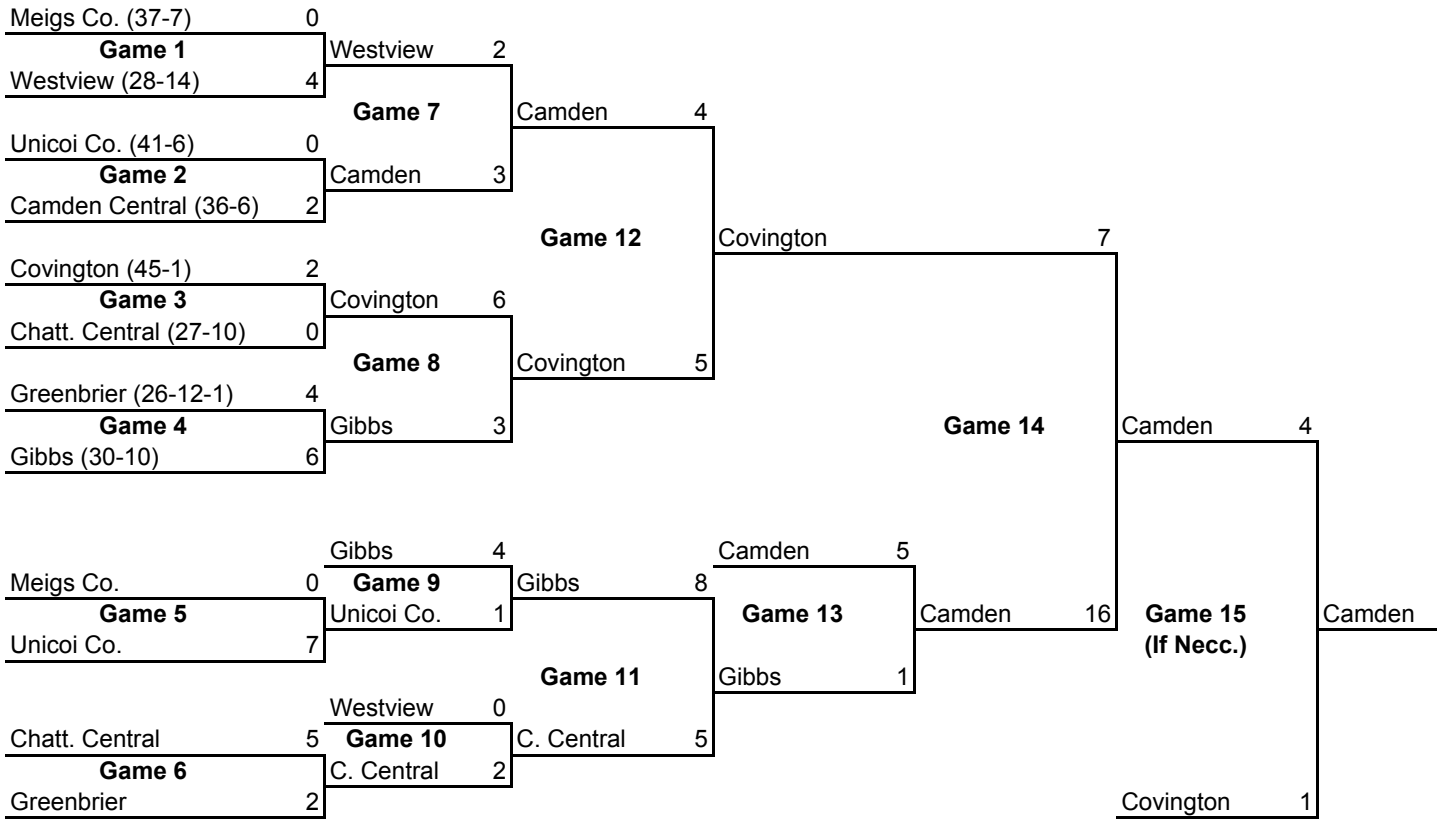 Meigs Co. (37-7) 0
Game 1
Westview 2
Westview (28-14) 4
Game 7
Camden 4
Unicoi Co. (41-6) 0
Game 2
Camden 3
Camden Central (36-6) 2
Game 12
Covington 7
Covington (45-1) 2
Game 3
Covington 6
Chatt. Central (27-10) 0
Game 8
Covington 5
Greenbrier (26-12-1) 4
Game 4
Gibbs 3
Game 14
Camden 4
Gibbs (30-10) 6
Gibbs 4
Camden 5
Meigs Co. 0
Game 9
Gibbs 8
Game 5
Unicoi Co. 1
Game 13
Camden 16
Game 15
Camden
Unicoi Co. 7
(If Necc.)
Game 11
Gibbs 1
Westview 0
Chatt. Central 5
Game 10
C. Central 5
Game 6
C. Central 2
Greenbrier 2
Covington 1